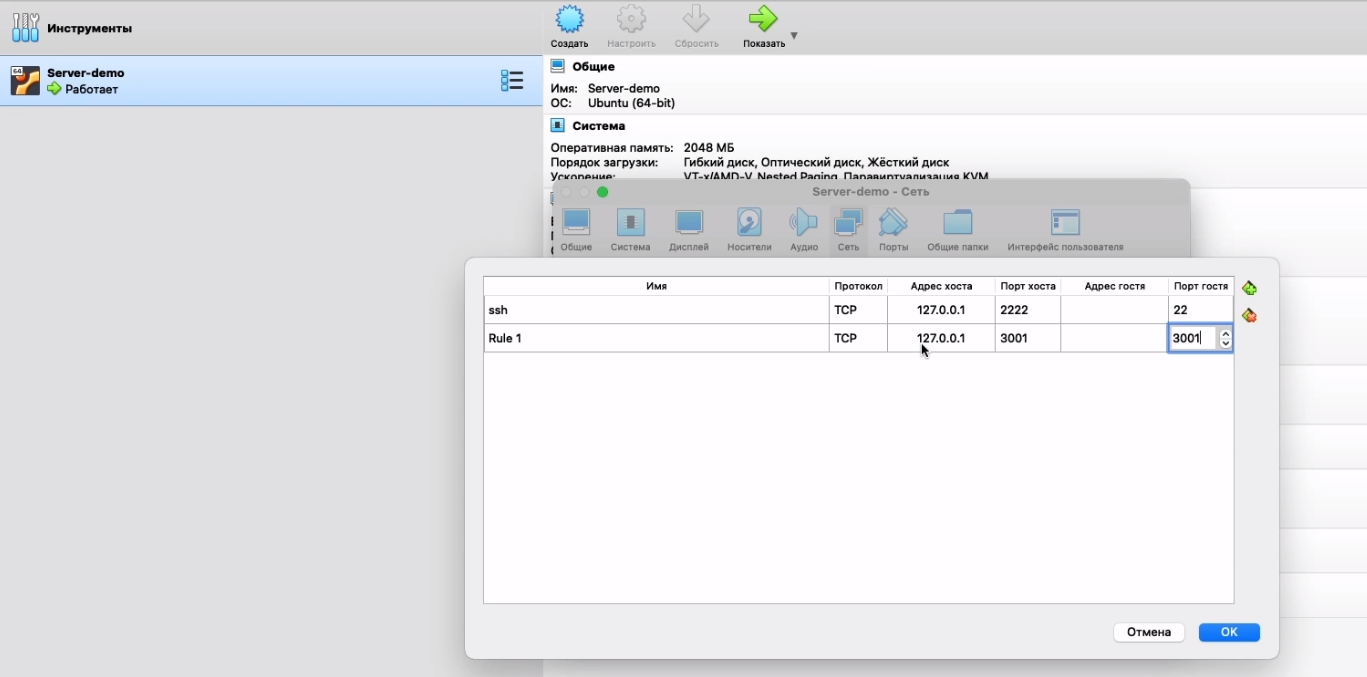 Инструменты
Создать Настроить Сбросить Показать
64 Server-demo
Работает
Общие
Имя: Server-demo
ОС: Ubuntu (64-bit)
Система
Оперативная память: 2048 МБ
Порядок загрузки: Гибкий диск, Оптический диск, Жёсткий диск
Ускорение: VT-x/AMD-V, Nested Paging, Паравиртуализация KVM
Server-demo - Сеть
Общие Система Дисплей Носители Аудио Сеть Порты Общие папки Интерфейс пользователя
Имя Протокол Адрес хоста Порт хоста Адрес гостя Порт гостя
ssh TCP 127.0.0.1 2222 22
Rule 1 TCP 127.0.0.1 3001 3001
Отмена OK